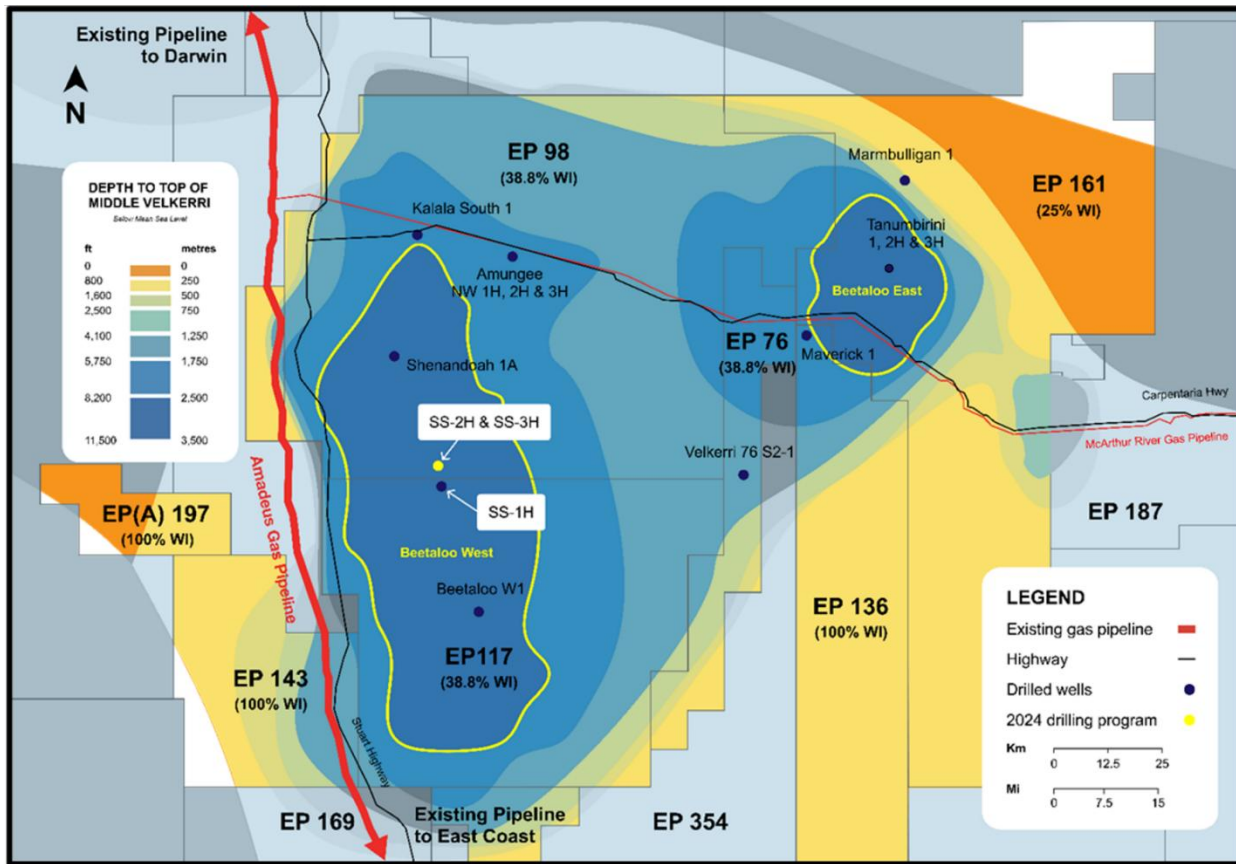 Existing Pipeline
to Darwin
N
DEPTH TO TOP OF
MIDDLE VELKERRI
Below Mean Sea Level
ft metres
0 0
800 250
1,600 500
2,500 750
4,100 1,250
5,750 1,750
8,200 2,500
11,500 3,500
EP 98
(38.8% WI)
Kalala South 1
Amungee
NW 1H, 2H & 3H
Marmbulligan 1
EP 161
(25% WI)
Tanumbirini
1, 2H & 3H
Beetaloo East
EP 76
(38.8% WI)
Maverick 1
Shenandoah 1A
SS-2H & SS-3H
SS-1H
Velkerri 76 S2-1
Carpentaria Hwy
McArthur River Gas Pipeline
EP 187
EP(A) 197
(100% WI)
Amadeus Gas Pipeline
Beetaloo West
Beetaloo W1
EP117
(38.8% WI)
EP 136
(100% WI)
EP 143
(100% WI)
Stuart Highway
EP 169
Existing Pipeline
to East Coast
EP 354
LEGEND
Existing gas pipeline
Highway
Drilled wells
2024 drilling program
Km
0 12.5 25
Mi
0 7.5 15